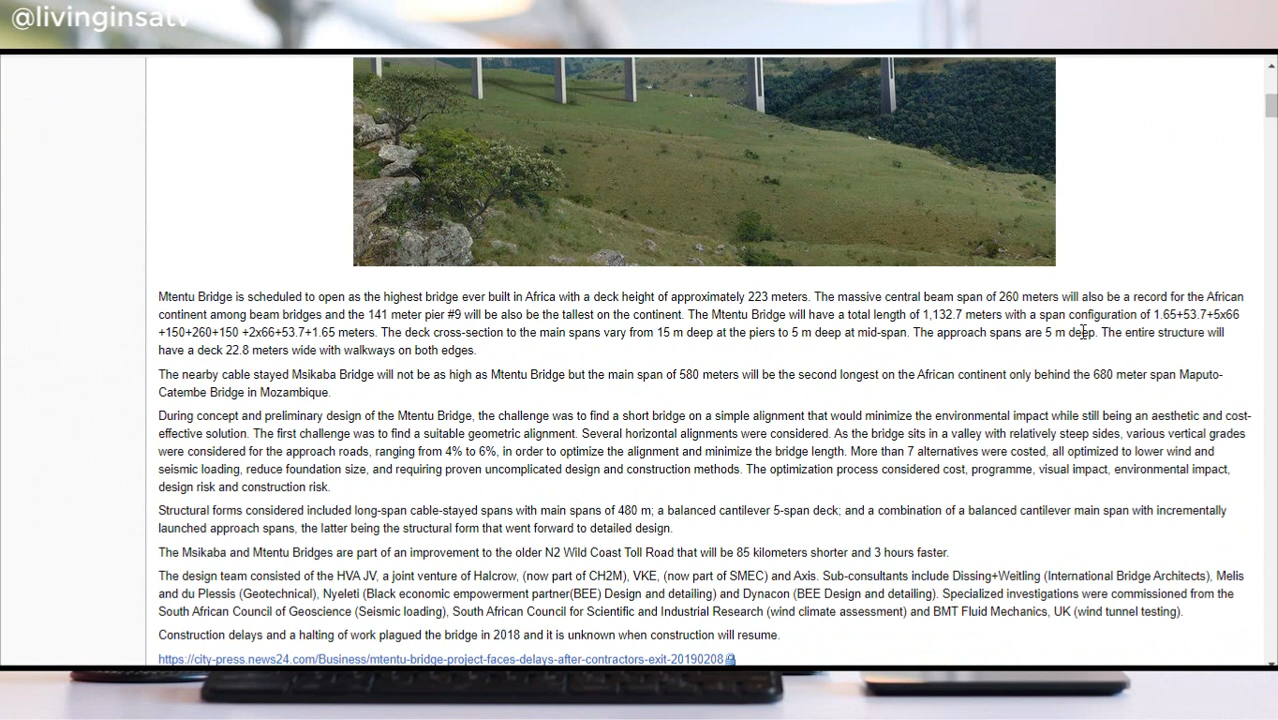 @livinginsatv
Mtentu Bridge is scheduled to open as the highest bridge ever built in Africa with a deck height of approximately 223 meters. The massive central beam span of 260 meters will also be a record for the African
continent among beam bridges and the 141 meter pier #9 will be also be the tallest on the continent. The Mtentu Bridge will have a total length of 1,132.7 meters with a span configuration of 1.65+53.7+5x66
+150+260+150 +2x66+53.7+1.65 meters. The deck cross-section to the main spans vary from 15 m deep at the piers to 5 m deep at mid-span. The approach spans are 5 m deep. The entire structure will
have a deck 22.8 meters wide with walkways on both edges.
The nearby cable stayed Msikaba Bridge will not be as high as Mtentu Bridge but the main span of 580 meters will be the second longest on the African continent only behind the 680 meter span Maputo-
Catembe Bridge in Mozambique.
During concept and preliminary design of the Mtentu Bridge, the challenge was to find a short bridge on a simple alignment that would minimize the environmental impact while still being an aesthetic and cost-
effective solution. The first challenge was to find a suitable geometric alignment. Several horizontal alignments were considered. As the bridge sits in a valley with relatively steep sides, various vertical grades
were considered for the approach roads, ranging from 4% to 6%, in order to optimize the alignment and minimize the bridge length. More than 7 alternatives were costed, all optimized to lower wind and
seismic loading, reduce foundation size, and requiring proven uncomplicated design and construction methods. The optimization process considered cost, programme, visual impact, environmental impact,
design risk and construction risk.
Structural forms considered included long-span cable-stayed spans with main spans of 480 m; a balanced cantilever 5-span deck; and a combination of a balanced cantilever main span with incrementally
launched approach spans, the latter being the structural form that went forward to detailed design.
The Msikaba and Mtentu Bridges are part of an improvement to the older N2 Wild Coast Toll Road that will be 85 kilometers shorter and 3 hours faster.
The design team consisted of the HVA JV, a joint venture of Halcrow, (now part of CH2M), VKE, (now part of SMEC) and Axis. Sub-consultants include Dissing+Weitling (International Bridge Architects), Melis
and du Plessis (Geotechnical), Nyeleti (Black economic empowerment partner(BEE) Design and detailing) and Dynacon (BEE Design and detailing). Specialized investigations were commissioned from the
South African Council of Geoscience (Seismic loading), South African Council for Scientific and Industrial Research (wind climate assessment) and BMT Fluid Mechanics, UK (wind tunnel testing).
Construction delays and a halting of work plagued the bridge in 2018 and it is unknown when construction will resume.
https://city-press.news24.com/Business/mtentu-bridge-project-faces-delays-after-contractors-exit-20190208